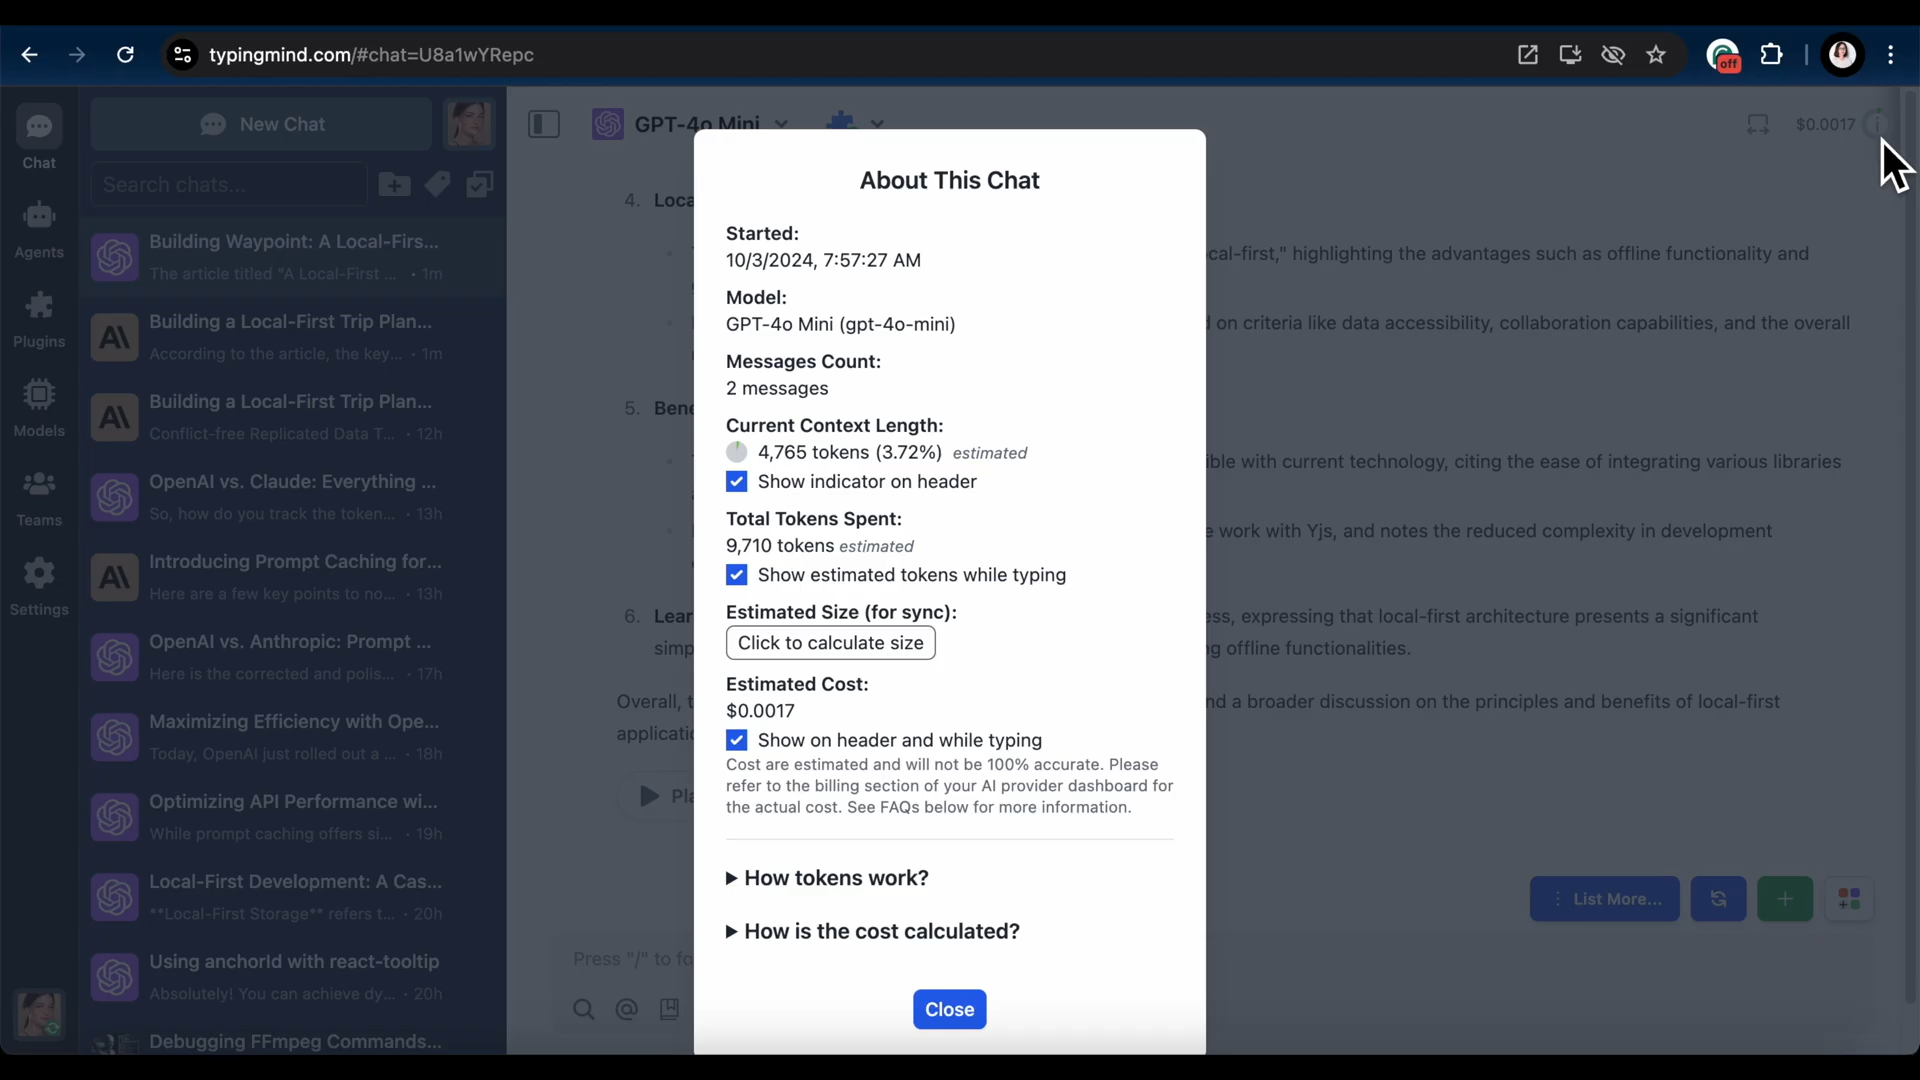 typingmind.com/#chat=U8a1wYRepc
off
Chat
Agents
Plugins
Models
Teams
Settings
New Chat
Search chats...
Building Waypoint: A Local-Firs...
The article titled "A Local-First ... • 1m
Building a Local-First Trip Plan...
According to the article, the key... • 1m
Building a Local-First Trip Plan...
Conflict-free Replicated Data T... • 12h
OpenAI vs. Claude: Everything ...
So, how do you track the token... • 13h
Introducing Prompt Caching for...
Here are a few key points to no... • 13h
OpenAI vs. Anthropic: Prompt ...
Here is the corrected and polis... • 17h
Maximizing Efficiency with Ope...
Today, OpenAI just rolled out a ... • 18h
Optimizing API Performance wi...
While prompt caching offers si... • 19h
Local-First Development: A Cas...
**Local-First Storage** refers t... • 20h
Using anchorId with react-tooltip
Absolutely! You can achieve dy... • 20h
Debugging FFmpeg Commands...
GPT-4o Mini
$0.0017
4. Loca
cal-first," highlighting the advantages such as offline functionality and
on criteria like data accessibility, collaboration capabilities, and the overall
5. Bene
ible with current technology, citing the ease of integrating various libraries
e work with Yjs, and notes the reduced complexity in development
6. Lear
ess, expressing that local-first architecture presents a significant
simp
g offline functionalities.
Overall, t
nd a broader discussion on the principles and benefits of local-first
applicati
Pla
List More...
Press "/" to fo
About This Chat
Started:
10/3/2024, 7:57:27 AM
Model:
GPT-4o Mini (gpt-4o-mini)
Messages Count:
2 messages
Current Context Length:
4,765 tokens (3.72%) estimated
Show indicator on header
Total Tokens Spent:
9,710 tokens estimated
Show estimated tokens while typing
Estimated Size (for sync):
Click to calculate size
Estimated Cost:
$0.0017
Show on header and while typing
Cost are estimated and will not be 100% accurate. Please
refer to the billing section of your AI provider dashboard for
the actual cost. See FAQs below for more information.
How tokens work?
How is the cost calculated?
Close